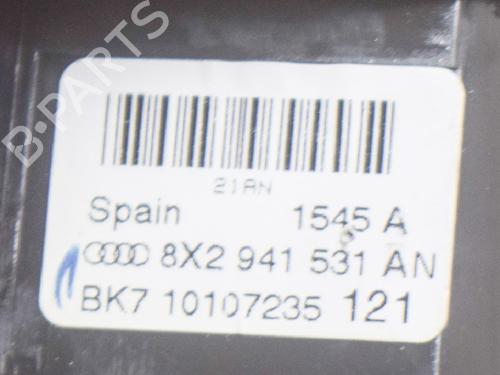 B-PARTS
21AN
Spain 1545 A
8X2 941 531 AN
BK7 10107235 121